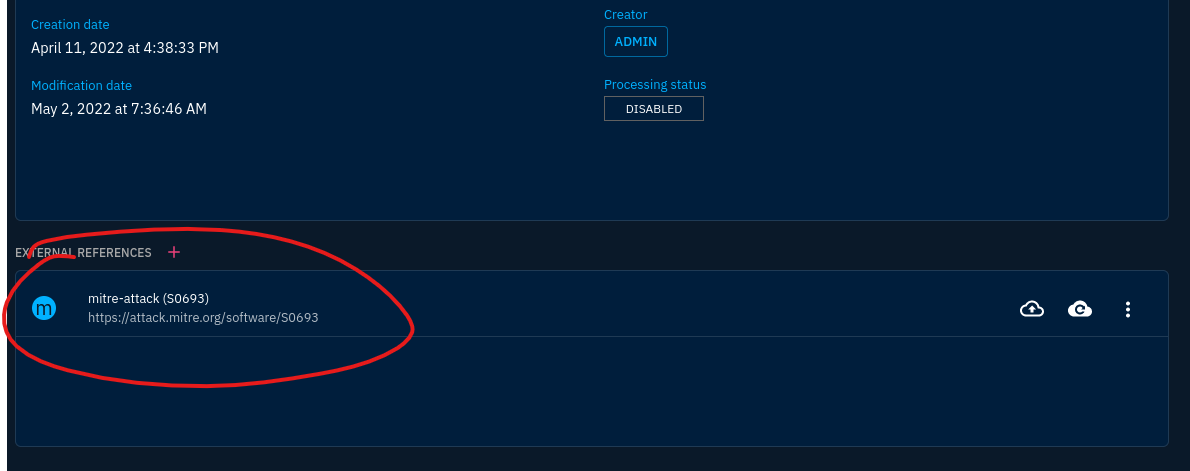 Creation date
April 11, 2022 at 4:38:33 PM
Creator
ADMIN
Modification date
May 2, 2022 at 7:36:46 AM
Processing status
DISABLED
EXTERNAL REFERENCES +
m
mitre-attack (S0693)
https://attack.mitre.org/software/S0693